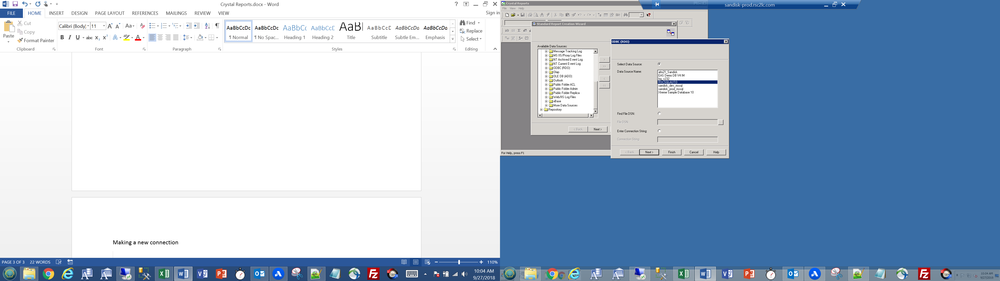 Crystal Reports.docx - Word
FILE HOME INSERT DESIGN PAGE LAYOUT REFERENCES MAILINGS REVIEW VIEW
Sign in
Paste
Cut
Copy
Format Painter
Clipboard
Calibri (Body)
11
Font
Paragraph
AaBbCcDc
¶ Normal
AaBbCcDc
¶ No Spac...
AaBbCc
Heading 1
AaBbCcD
Heading 2
AaBl
Title
AaBbCcD
Subtitle
AaBbCcDa
Subtle Em...
AaBbCcDa
Emphasis
Styles
Find
Replace
Select
Editing
Making a new connection
PAGE 3 OF 3 22 WORDS
110%
10:04 AM
9/27/2018
Crystal Reports
File View Help
sandisk-prod.rsc2lc.com
Standard Report Creation Wizard
Available Data Sources:
Message Tracking Log
MS IIS/Proxy Log Files
NT Archived Event Log
NT Current Event Log
ODBC (RDO)
Olap
OLE DB (ADO)
Outlook
Public Folder ACL
Public Folder Admin
Public Folder Replica
Web/IIS Log Files
xBase
More Data Sources
Repository
< Back Next >
For Help, press F1
ODBC (RDO)
Select Data Source:
Data Source Name:
afm21_Sandisk
EAS Demo DB V4 IM
hq_v232
RSCSQLAUTO
sandisk_dev_mssql
sandisk_prod_mssql
Xtreme Sample Database 10
Find File DSN:
File DSN:
Enter Connection String:
Connection String:
< Back Next > Finish Cancel Help
10:04 AM
9/27/2018